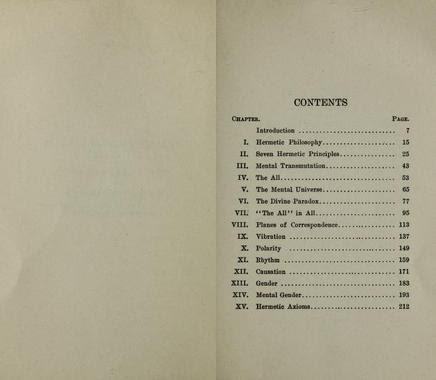 CONTENTS
CHAPTER. PAGE.
Introduction .......................... 7
I. Hermetic Philosophy.................... 15
II. Seven Hermetic Principles............... 25
III. Mental Transmutation................... 43
IV. The All............................... 53
V. The Mental Universe.................... 65
VI. The Divine Paradox..................... 77
VII. "The All" in All...................... 95
VIII. Planes of Correspondence............... 113
IX. Vibration ............................ 137
X. Polarity ............................. 149
XI. Rhythm .............................. 159
XII. Causation ............................ 171
XIII. Gender ............................... 183
XIV. Mental Gender......................... 193
XV. Hermetic Axioms....................... 212